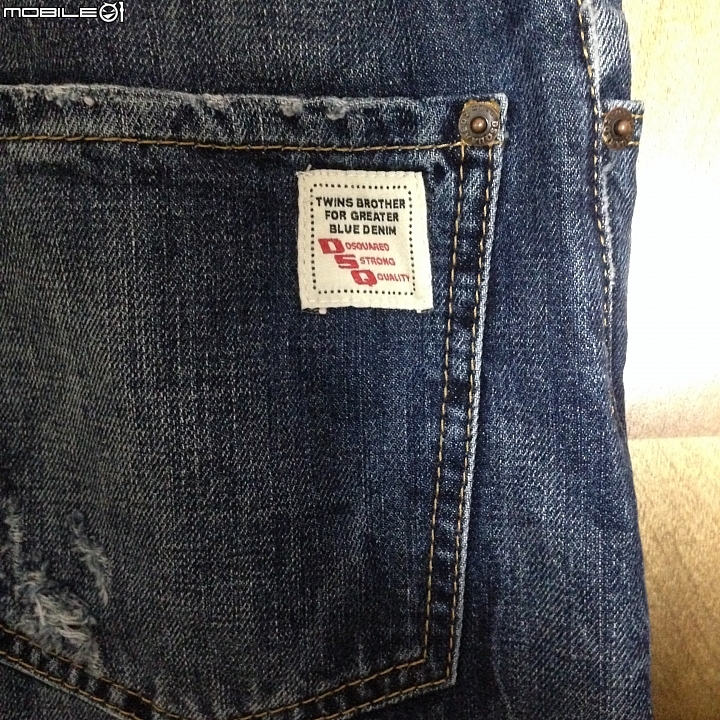 MOBILE01
TWINS BROTHER
FOR GREATER
BLUE DENIM
D DSQUARED
S STRONG
Q QUALITY